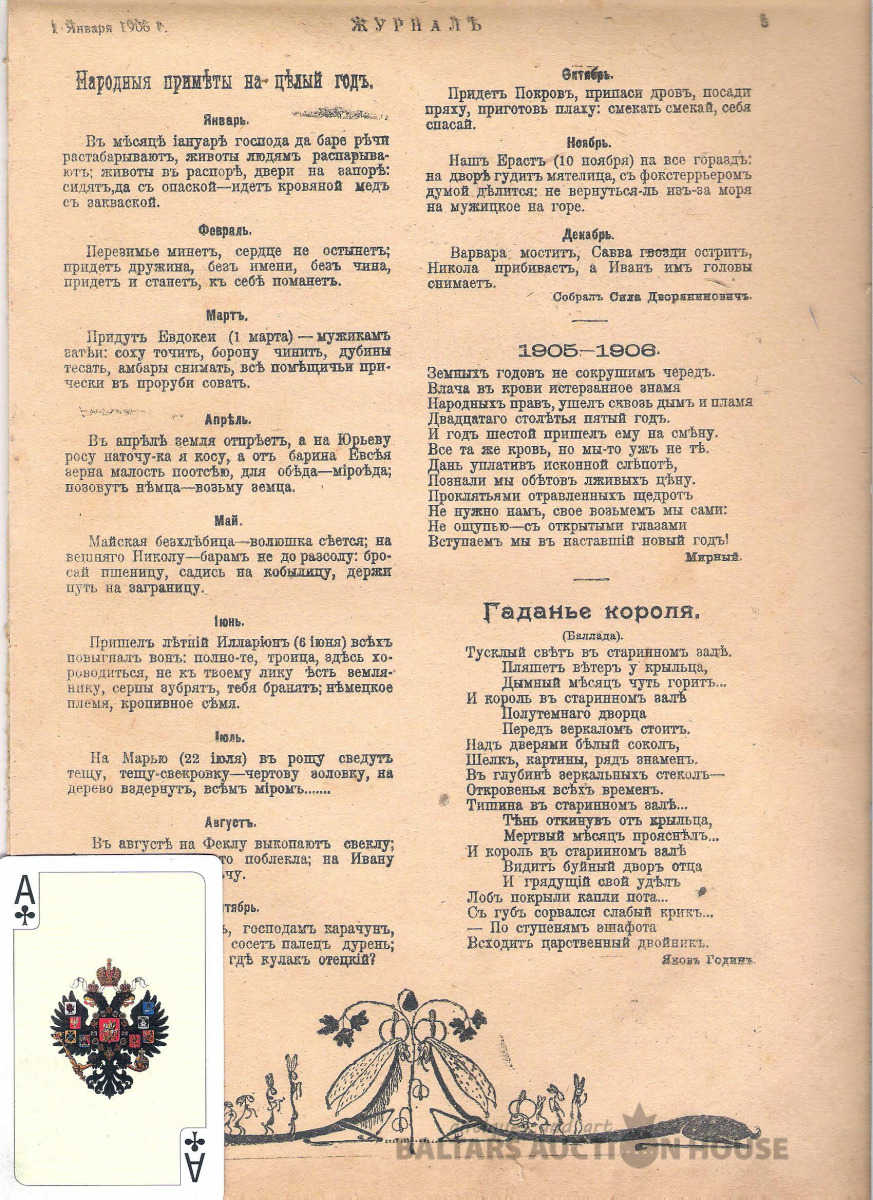 1 Января 1906 г.
ЖУРНАЛЪ
Народныя примѣты на цѣлый годъ.
Январь.
Въ мѣсяцѣ іануарѣ господа да баре рѣчи
растабарываютъ, животы людямъ распарыва-
ютъ; животы въ распорѣ, двери на запорѣ:
сидятъ,да съ опаской—идетъ кровяной медъ
съ закваской.
Февраль.
Перезимье минетъ, сердце не остынетъ;
придетъ дружина, безъ имени, безъ чина,
придетъ и станетъ, къ себѣ поманетъ.
Мартъ.
Придутъ Евдокеи (1 марта) — мужикамъ
затѣи: соху точить, борону чинить, дубины
тесать, амбары снимать, всѣ помѣщичьи при-
чески въ проруби совать.
Апрѣль.
Въ апрѣлѣ земля отпрѣетъ, а на Юрьеву
росу наточу-ка я косу, а отъ барина Евсѣя
зерна малость поотсѣю, для обѣда—міроѣда;
позовутъ нѣмца—возьму земца.
Май.
Майская безхлѣбица—волюшка сѣется; на
вешняго Николу—барамъ не до разсолу: бро-
сай пшеницу, садись на кобылицу, держи
путь на заграницу.
Іюнь.
Пришелъ лѣтній Илларіонъ (6 іюня) всѣхъ
повыгналъ вонъ: полно-те, троица, здѣсь хо-
роводиться, не къ твоему лику ѣсть земля-
нику, серпы зубрятъ, тебя бранятъ; нѣмецкое
племя, кропивное сѣмя.
Іюль.
На Марью (22 іюля) въ рощу сведутъ
тещу, тещу-свекровку—чертову золовку, на
дерево вздернутъ, всѣмъ міромъ.......
Августъ.
Въ августѣ на Феклу выкопаютъ свеклу;
то поблекла; на Ивану
чу.
тябрь.
ь, господамъ карачунъ,
сосетъ палецъ дурень;
гдѣ кулакъ отецкій?
Октябрь.
Придетъ Покровъ, припаси дровъ, посади
пряху, приготовь плаху: смекать смекай, себя
спасай.
Ноябрь.
Нашъ Ерастъ (10 ноября) на все гораздъ:
на дворѣ гудитъ мятелица, съ фокстеррьеромъ
думой дѣлится: не вернуться-ль изъ-за моря
на мужицкое на горе.
Декабрь.
Варвара моститъ, Савва гвозди остритъ,
Никола прибиваетъ, а Иванъ имъ головы
снимаетъ.
Собралъ Сила Дворяниновичъ.
1905—1906.
Земныхъ годовъ не сокрушимъ чередъ.
Влача въ крови истерзанное знамя
Народныхъ правъ, ушелъ сквозь дымъ и пламя
Двадцатаго столѣтья пятый годъ.
И годъ шестой пришелъ ему на смѣну.
Все та же кровь, но мы-то ужъ не тѣ.
Дань уплативъ исконной слѣпотѣ,
Познали мы обѣтовъ лживыхъ цѣну.
Проклятьями отравленныхъ щедротъ
Не нужно намъ, свое возьмемъ мы сами:
Не ощупью—съ открытыми глазами
Вступаемъ мы въ наставшій новый годъ!
Мирный.
Гаданье короля.
(Баллада).
Тусклый свѣтъ въ старинномъ залѣ.
Пляшетъ вѣтеръ у крыльца,
Дымный мѣсяцъ чуть горитъ...
И король въ старинномъ залѣ
Полутемнаго дворца
Передъ зеркаломъ стоитъ.
Надъ дверями бѣлый соколъ,
Шелкъ, картины, рядъ знаменъ.
Въ глубинѣ зеркальныхъ стеколъ—
Откровенья всѣхъ временъ.
Тишина въ старинномъ залѣ...
Тѣнь откинувъ отъ крыльца,
Мертвый мѣсяцъ прояснѣлъ...
И король въ старинномъ залѣ
Видитъ буйный дворъ отца
И грядущій свой удѣлъ
Лобъ покрыли капли пота...
Съ губъ сорвался слабый крикъ...
— По ступенямъ эшафота
Всходитъ царственный двойникъ.
Яковъ Годинъ.
A
A
antique and art
BALTARS AUCTION HOUSE